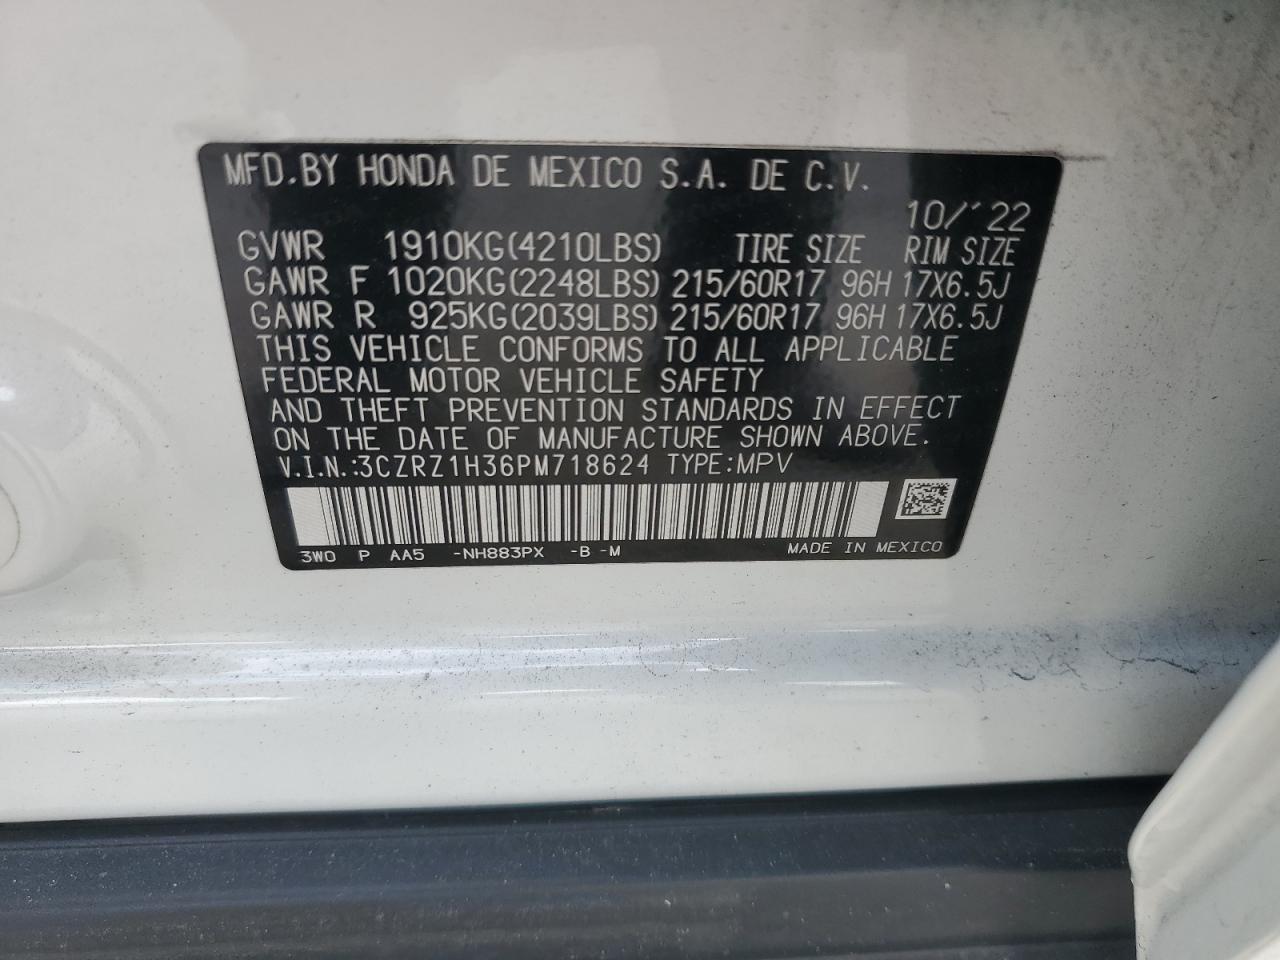 MFD.BY HONDA DE MEXICO S.A. DE C.V.
10/'22
GVWR 1910KG(4210LBS) TIRE SIZE RIM SIZE
GAWR F 1020KG(2248LBS) 215/60R17 96H 17X6.5J
GAWR R 925KG(2039LBS) 215/60R17 96H 17X6.5J
THIS VEHICLE CONFORMS TO ALL APPLICABLE
FEDERAL MOTOR VEHICLE SAFETY
AND THEFT PREVENTION STANDARDS IN EFFECT
ON THE DATE OF MANUFACTURE SHOWN ABOVE.
V.I.N.:3CZRZ1H36PM718624 TYPE:MPV
3W0 P AA5 -NH883PX -B -M MADE IN MEXICO